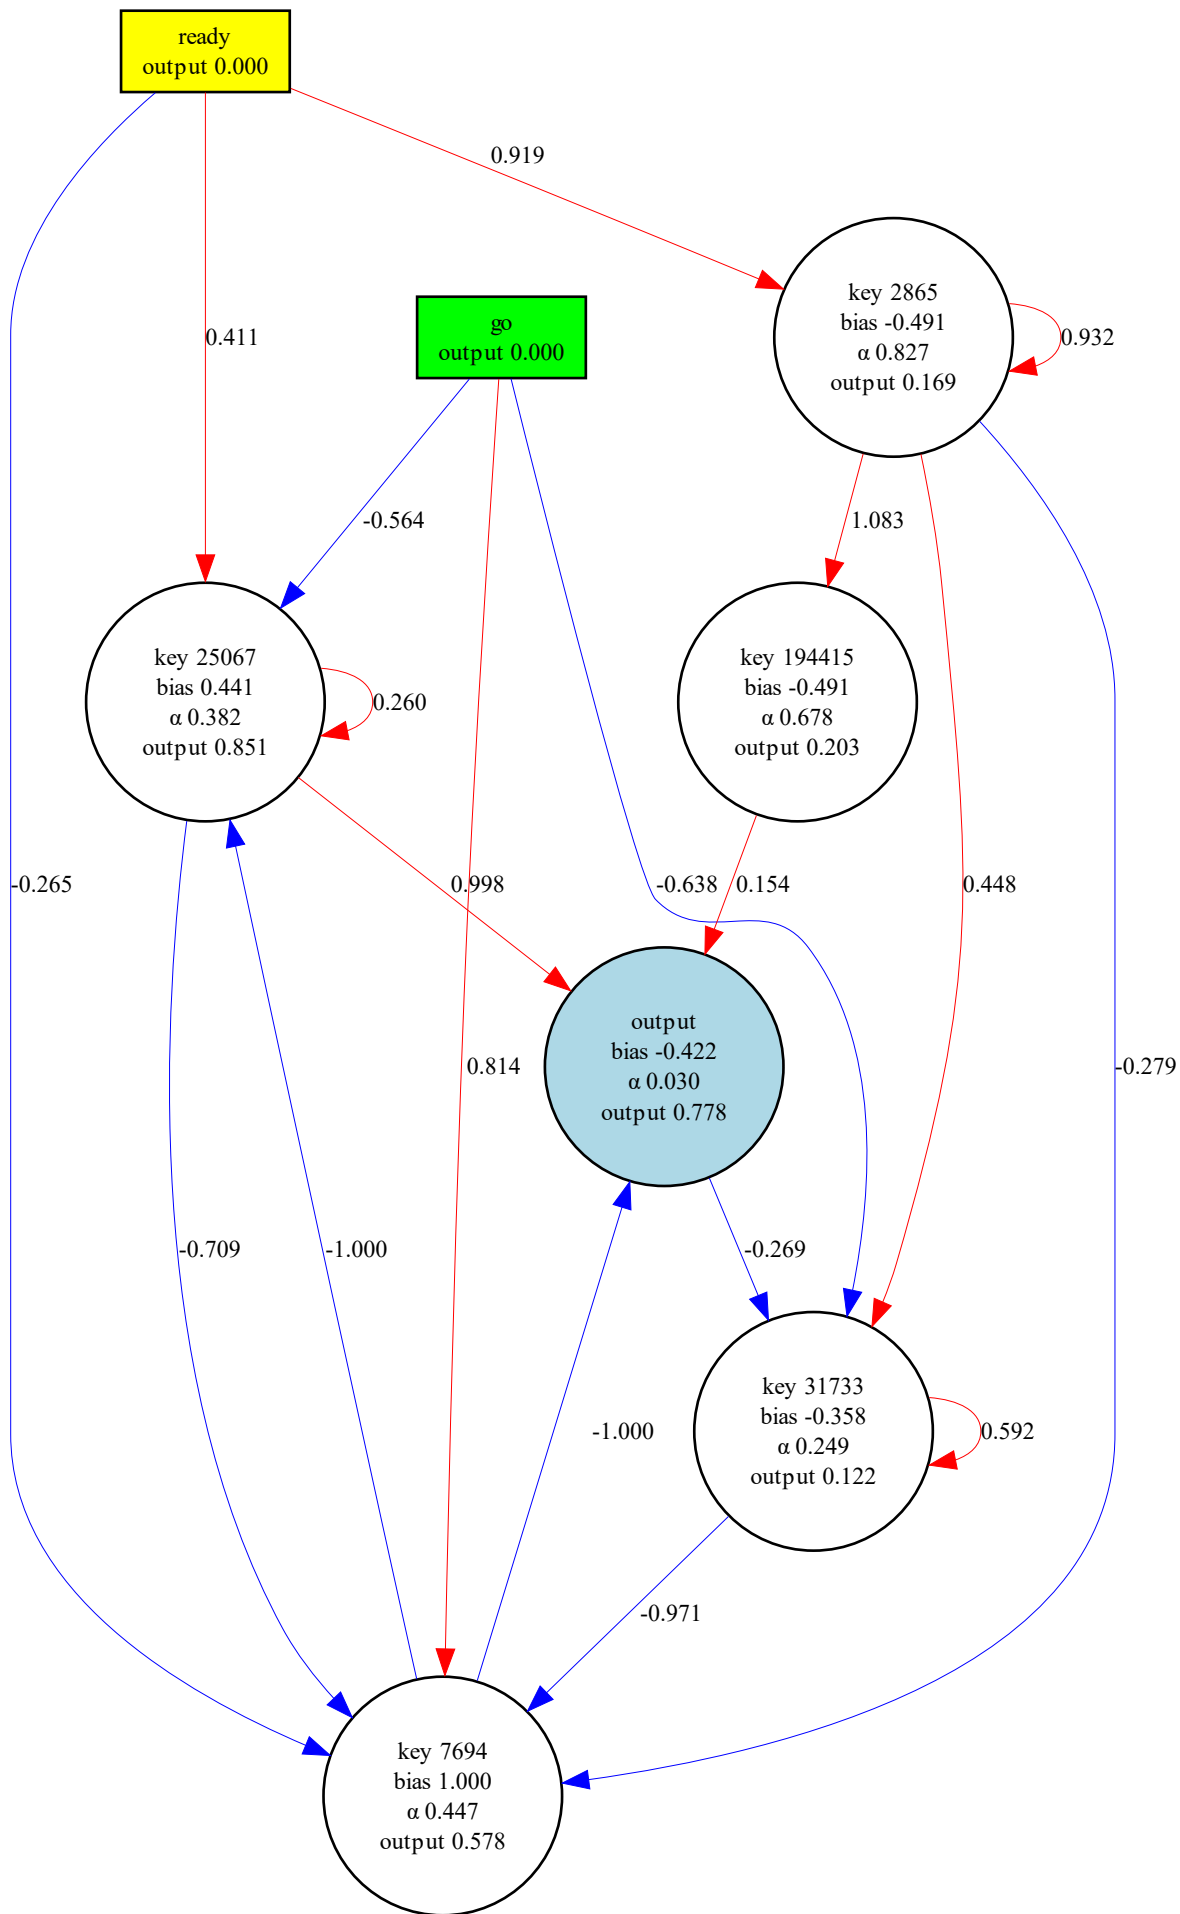 ready
output 0.000
0.919
key 2865
bias -0.491
α 0.827
output 0.169
0.932
go
output 0.000
0.411
-0.564
1.083
key 25067
bias 0.441
α 0.382
output 0.851
0.260
key 194415
bias -0.491
α 0.678
output 0.203
-0.265
0.998
-0.638
0.154
0.448
output
bias -0.422
α 0.030
output 0.778
0.814
-0.279
-0.709
-1.000
-0.269
key 31733
bias -0.358
α 0.249
output 0.122
-1.000
0.592
-0.971
key 7694
bias 1.000
α 0.447
output 0.578